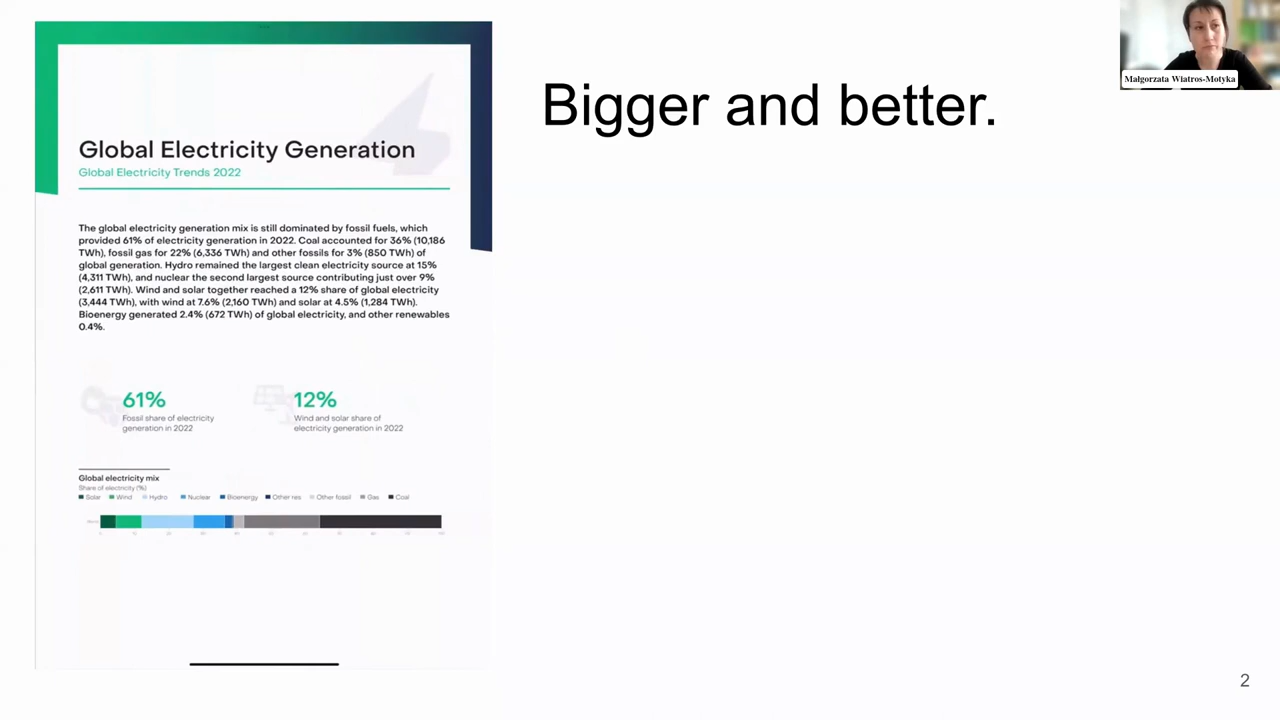 Małgorzata Wiatros-Motyka
Bigger and better.
Global Electricity Generation
Global Electricity Trends 2022
The global electricity generation mix is still dominated by fossil fuels, which
provided 61% of electricity generation in 2022. Coal accounted for 36% (10,186
TWh), fossil gas for 22% (6,336 TWh) and other fossils for 3% (850 TWh) of
global generation. Hydro remained the largest clean electricity source at 15%
(4,311 TWh), and nuclear the second largest source contributing just over 9%
(2,611 TWh). Wind and solar together reached a 12% share of global electricity
(3,444 TWh), with wind at 7.6% (2,160 TWh) and solar at 4.5% (1,284 TWh).
Bioenergy generated 2.4% (672 TWh) of global electricity, and other renewables
0.4%.
61%
Fossil share of electricity
generation in 2022
12%
Wind and solar share of
electricity generation in 2022
Global electricity mix
Share of electricity (%)
Solar Wind Hydro Nuclear Bioenergy Other res Other fossil Gas Coal
2